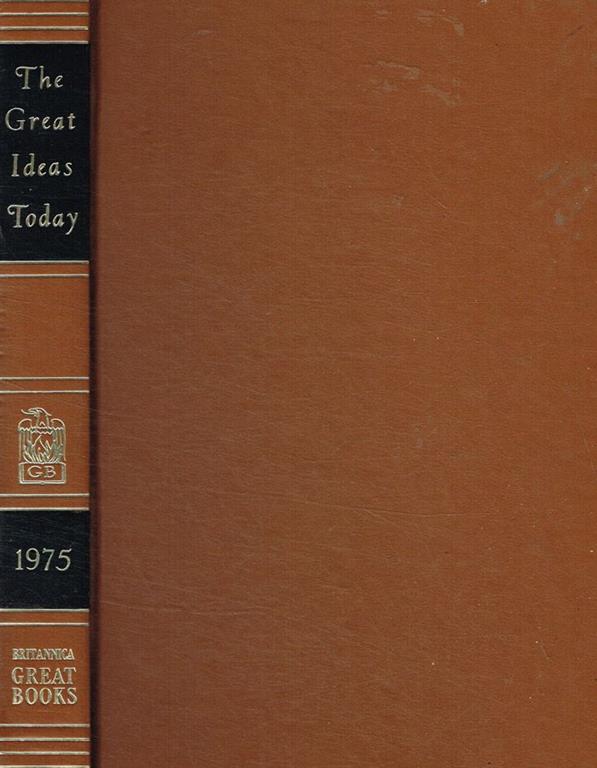 The
Great
Ideas
Today
GB
1975
BRITANNICA
GREAT
BOOKS